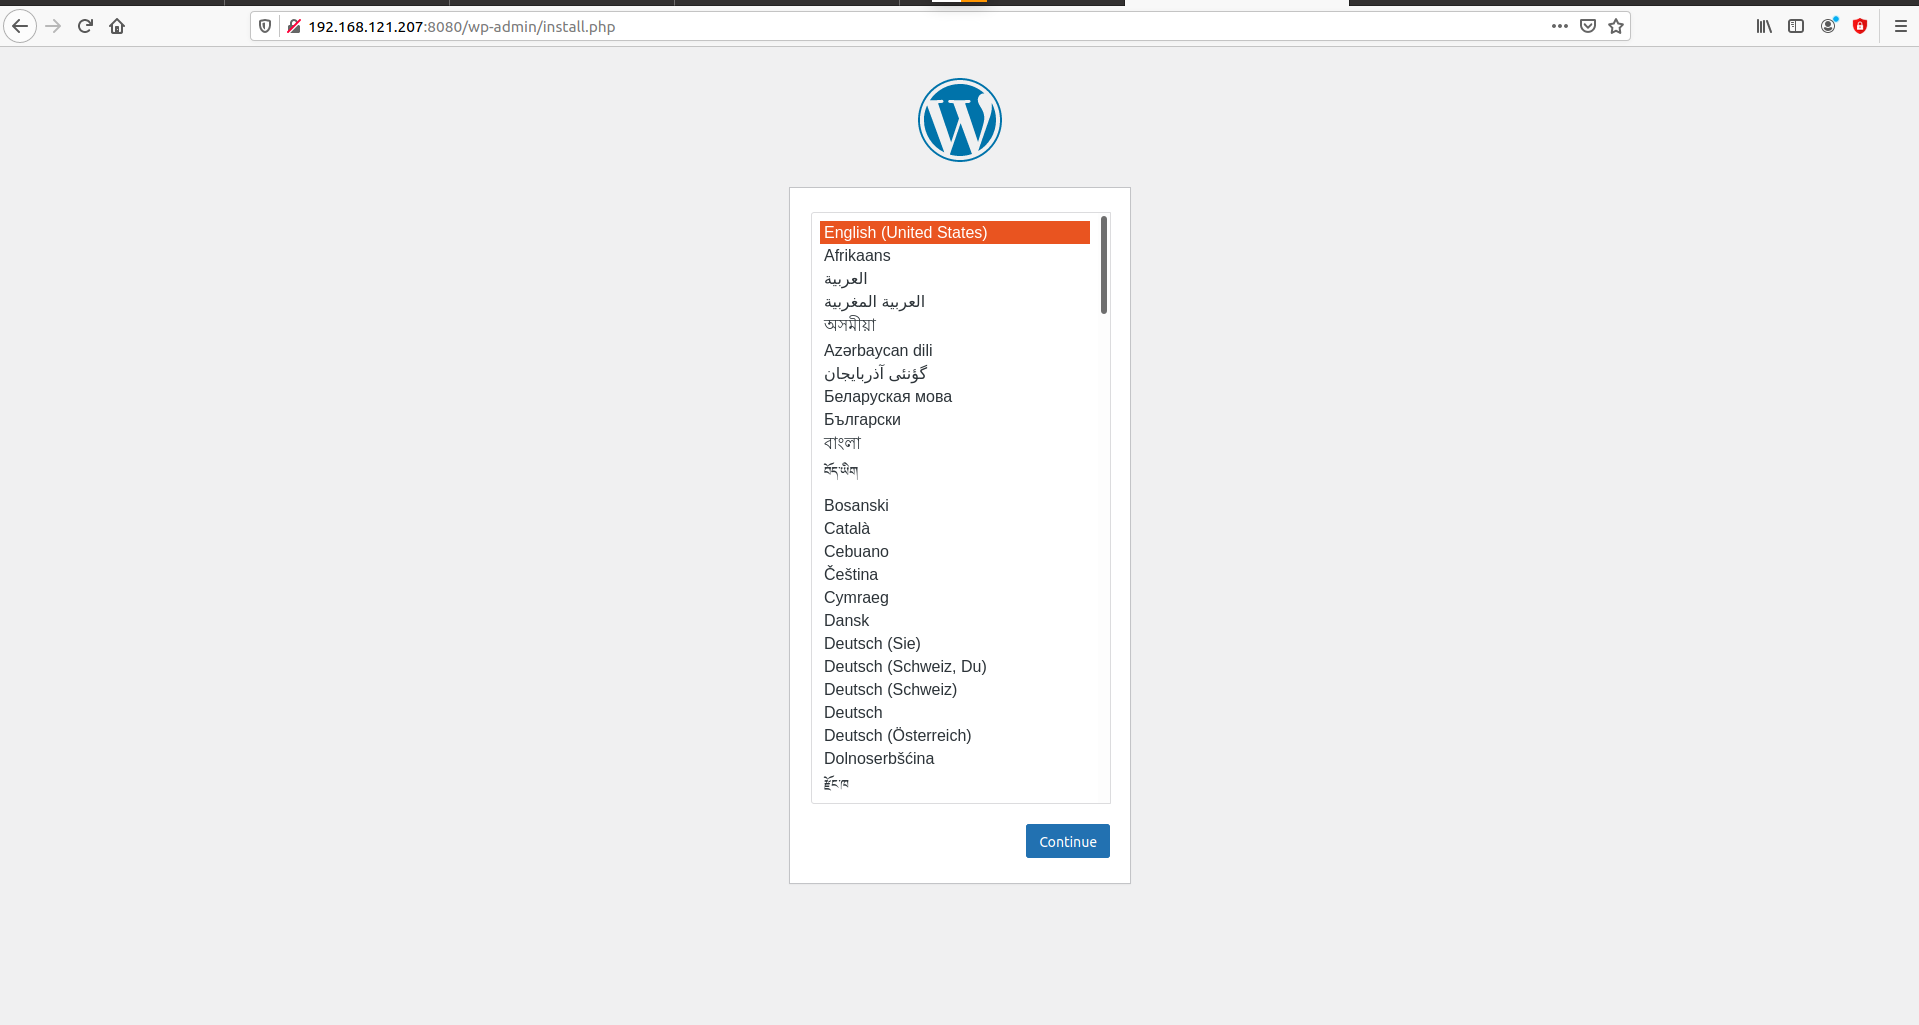 192.168.121.207:8080/wp-admin/install.php
English (United States)
Afrikaans
العربية
العربية المغربية
অসমীয়া
Azərbaycan dili
گؤنئی آذربایجان
Беларуская мова
Български
বাংলা
བོད་ཡིག
Bosanski
Català
Cebuano
Čeština
Cymraeg
Dansk
Deutsch (Sie)
Deutsch (Schweiz, Du)
Deutsch (Schweiz)
Deutsch
Deutsch (Österreich)
Dolnoserbšćina
རྫོང་ཁ
Continue